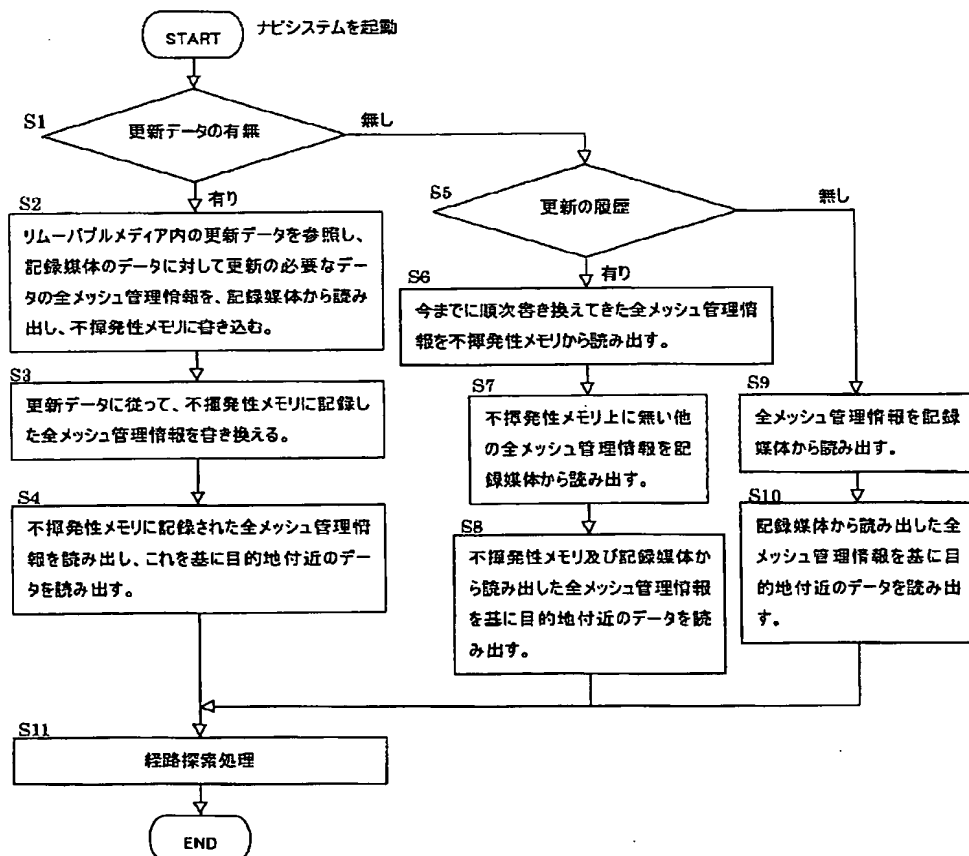 START
ナビシステムを起動
S1
更新データの有無
無し
有り
S2
リムーバブルメディア内の更新データを参照し、
記録媒体のデータに対して更新の必要なデー
タの全メッシュ管理情報を、記録媒体から読み
出し、不揮発性メモリに書き込む。
S3
更新データに従って、不揮発性メモリに記録し
た全メッシュ管理情報を書き換える。
S4
不揮発性メモリに記録された全メッシュ管理情
報を読み出し、これを基に目的地付近のデー
タを読み出す。
S5
更新の履歴
無し
有り
S6
今までに順次書き換えてきた全メッシュ管理情
報を不揮発性メモリから読み出す。
S7
不揮発性メモリ上に無い他
の全メッシュ管理情報を記
録媒体から読み出す。
S8
不揮発性メモリ及び記録媒体か
ら読み出した全メッシュ管理情報
を基に目的地付近のデータを読
み出す。
S9
全メッシュ管理情報を記録
媒体から読み出す。
S10
記録媒体から読み出した全
メッシュ管理情報を基に目
的地付近のデータを読み出
す。
S11
経路探索処理
END